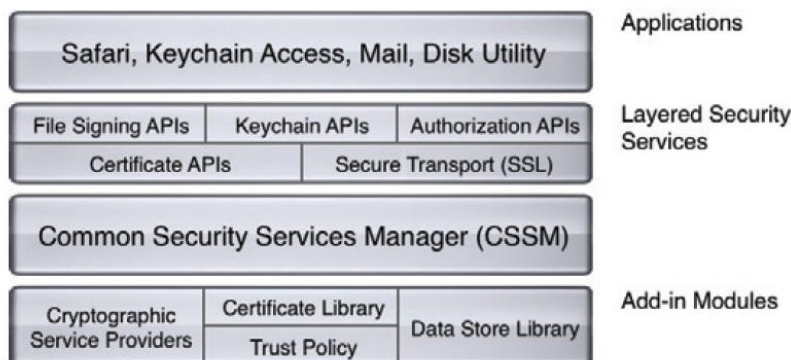 Safari, Keychain Access, Mail, Disk Utility
Applications
File Signing APIs
Keychain APIs
Authorization APIs
Certificate APIs
Secure Transport (SSL)
Layered Security
Services
Common Security Services Manager (CSSM)
Cryptographic
Service Providers
Certificate Library
Trust Policy
Data Store Library
Add-in Modules